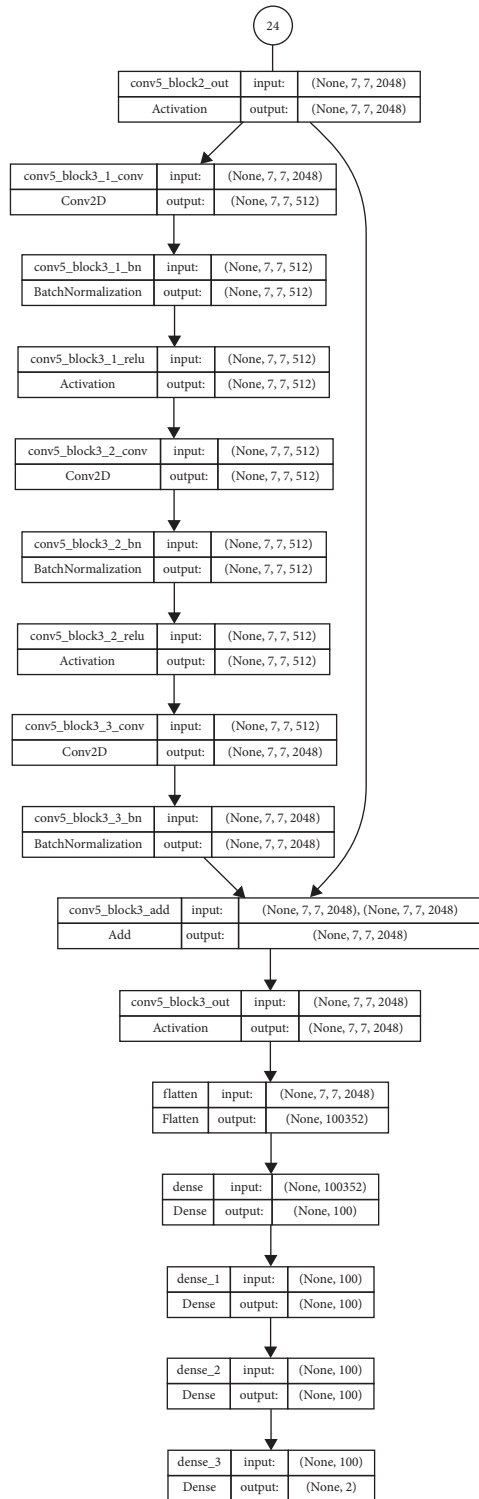 24
conv5_block2_out input: (None, 7, 7, 2048)
Activation output: (None, 7, 7, 2048)
conv5_block3_1_conv input: (None, 7, 7, 2048)
Conv2D output: (None, 7, 7, 512)
conv5_block3_1_bn input: (None, 7, 7, 512)
BatchNormalization output: (None, 7, 7, 512)
conv5_block3_1_relu input: (None, 7, 7, 512)
Activation output: (None, 7, 7, 512)
conv5_block3_2_conv input: (None, 7, 7, 512)
Conv2D output: (None, 7, 7, 512)
conv5_block3_2_bn input: (None, 7, 7, 512)
BatchNormalization output: (None, 7, 7, 512)
conv5_block3_2_relu input: (None, 7, 7, 512)
Activation output: (None, 7, 7, 512)
conv5_block3_3_conv input: (None, 7, 7, 512)
Conv2D output: (None, 7, 7, 2048)
conv5_block3_3_bn input: (None, 7, 7, 2048)
BatchNormalization output: (None, 7, 7, 2048)
conv5_block3_add input: (None, 7, 7, 2048), (None, 7, 7, 2048)
Add output: (None, 7, 7, 2048)
conv5_block3_out input: (None, 7, 7, 2048)
Activation output: (None, 7, 7, 2048)
flatten input: (None, 7, 7, 2048)
Flatten output: (None, 100352)
dense input: (None, 100352)
Dense output: (None, 100)
dense_1 input: (None, 100)
Dense output: (None, 100)
dense_2 input: (None, 100)
Dense output: (None, 100)
dense_3 input: (None, 100)
Dense output: (None, 2)